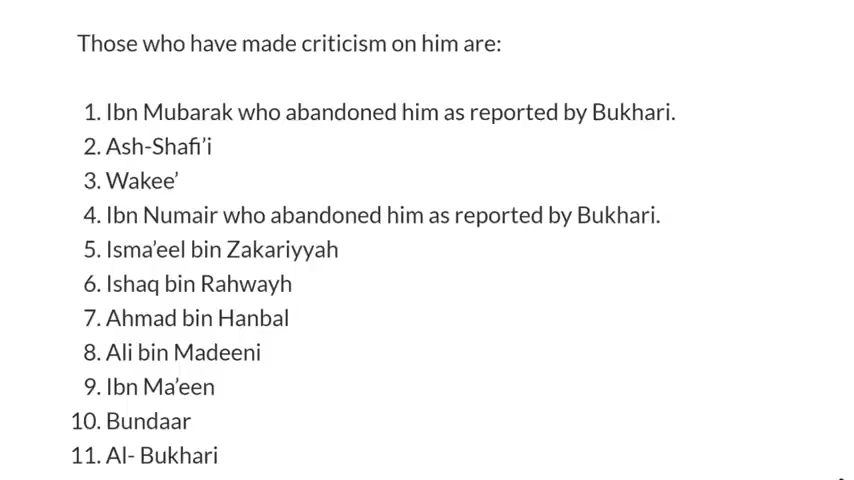 Those who have made criticism on him are:
1. Ibn Mubarak who abandoned him as reported by Bukhari.
2. Ash-Shafi’i
3. Wakee’
4. Ibn Numair who abandoned him as reported by Bukhari.
5. Isma’eel bin Zakariyyah
6. Ishaq bin Rahwayh
7. Ahmad bin Hanbal
8. Ali bin Madeeni
9. Ibn Ma’een
10. Bundaar
11. Al- Bukhari